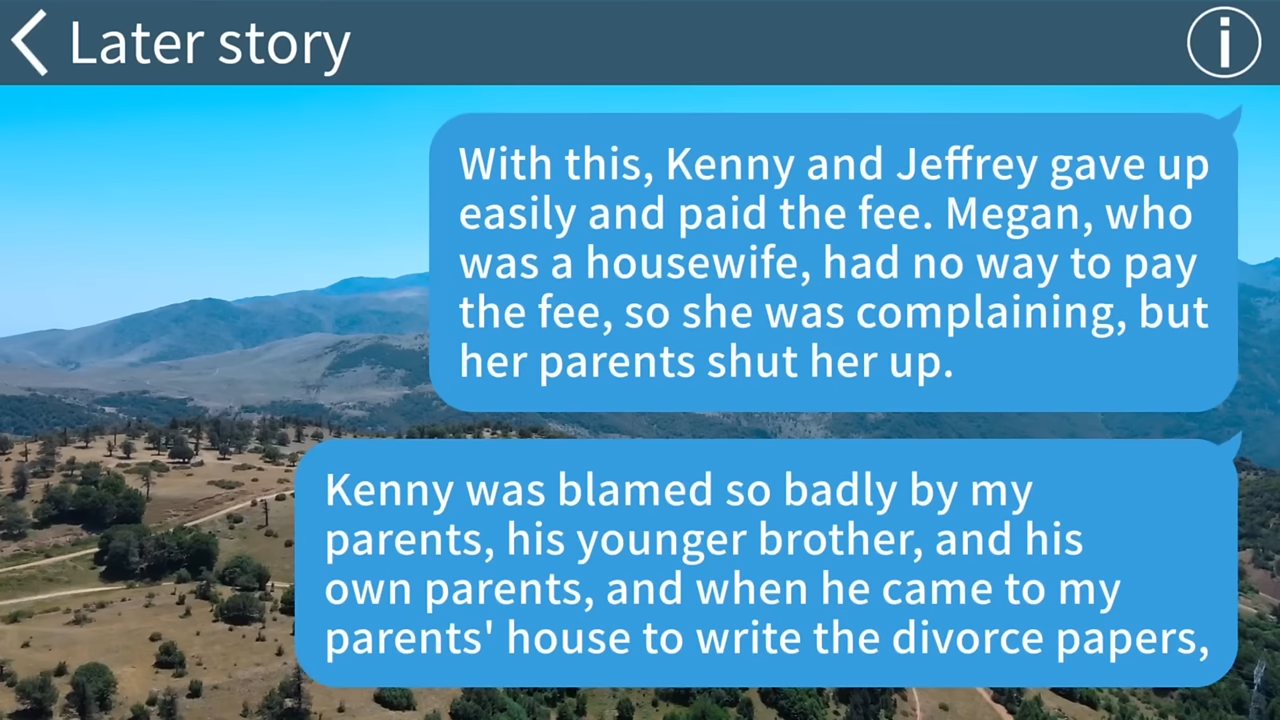 Later story
i
With this, Kenny and Jeffrey gave up
easily and paid the fee. Megan, who
was a housewife, had no way to pay
the fee, so she was complaining, but
her parents shut her up.
Kenny was blamed so badly by my
parents, his younger brother, and his
own parents, and when he came to my
parents' house to write the divorce papers,